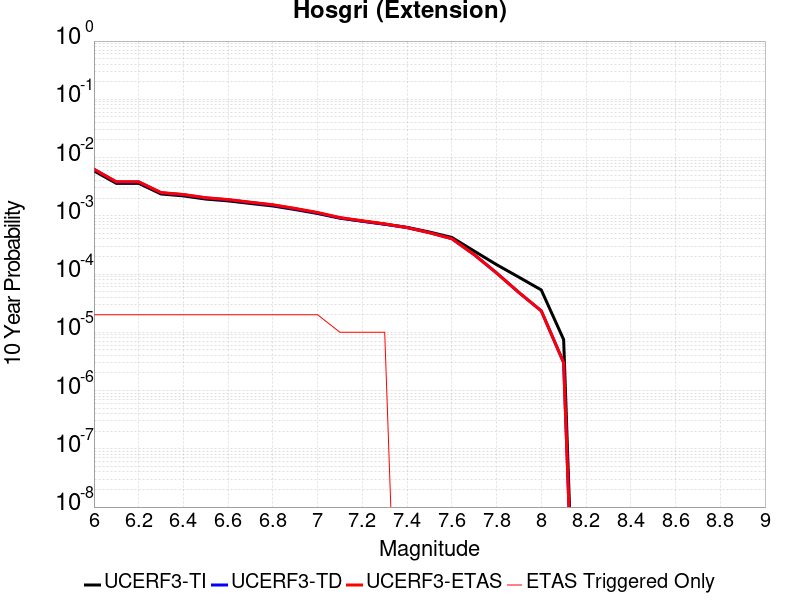 Hosgri (Extension)
10 0
10 -1
10 -2
10 -3
10 -4
10 -5
10 -6
10 -7
10 -8
10 Year Probability
6 6.2 6.4 6.6 6.8 7 7.2 7.4 7.6 7.8 8 8.2 8.4 8.6 8.8 9
Magnitude
UCERF3-TI UCERF3-TD UCERF3-ETAS ETAS Triggered Only